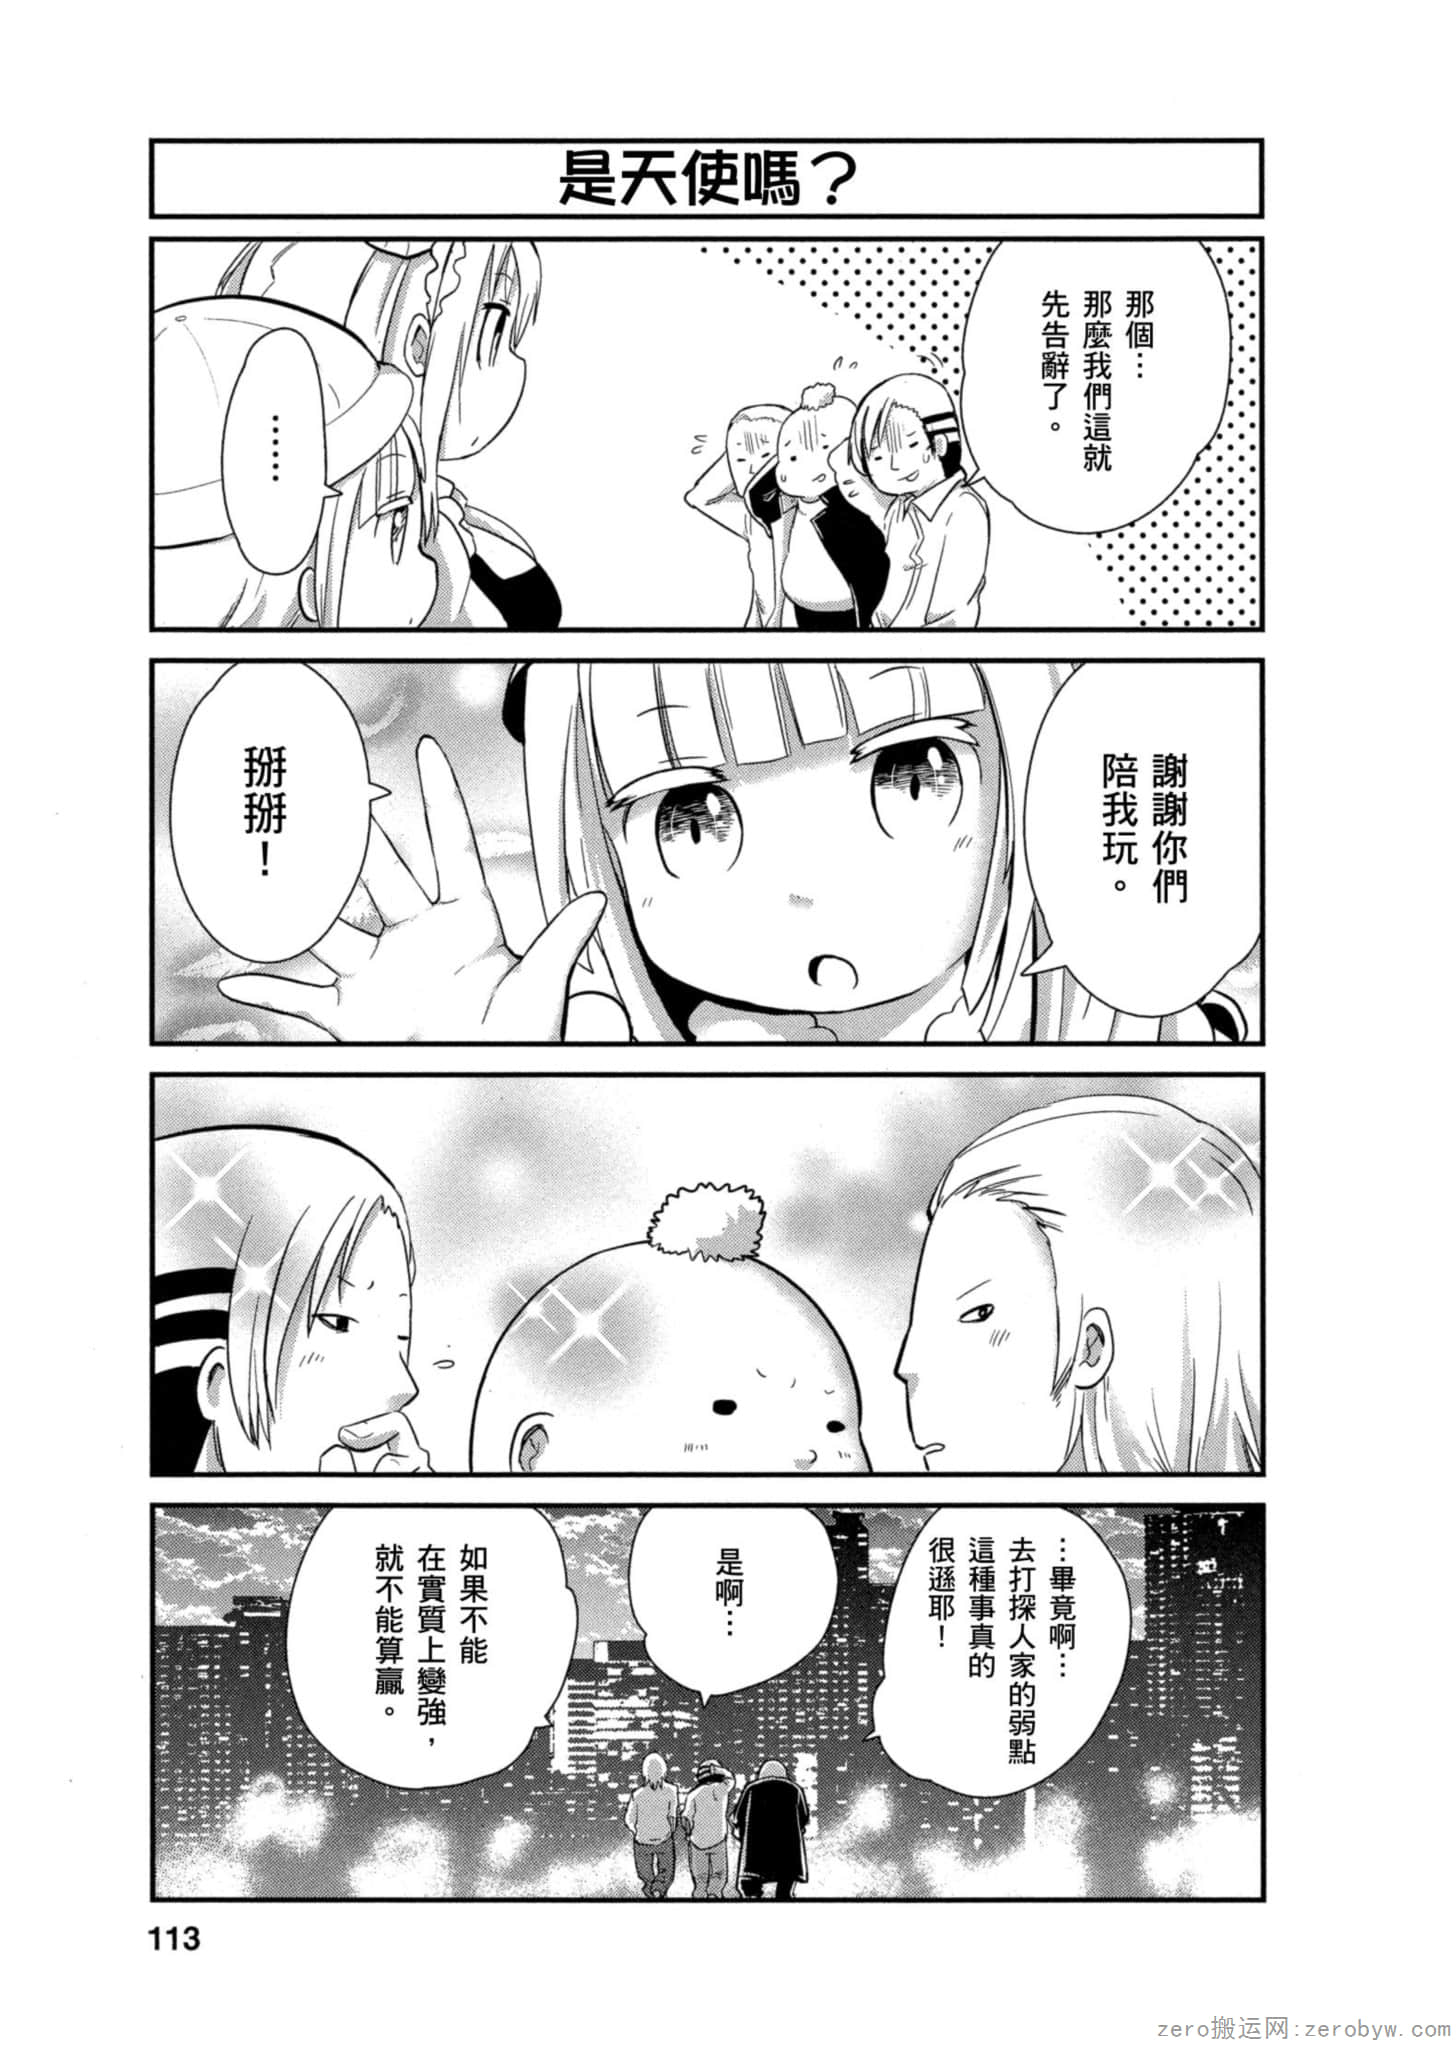 是天使嗎？
那個…
那麼我們這就
先告辭了。
……
謝謝你們
陪我玩。
掰掰！
…畢竟啊…
去打探人家的弱點
這種事真的
很遜耶！
是啊…
如果不能
在實質上變強，
就不能算贏。
113
zero搬运网:zerobyw.com